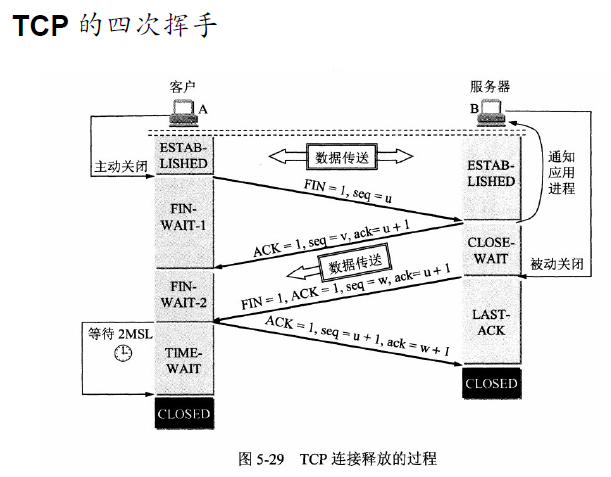 TCP 的四次挥手
客户
服务器
A
B
ESTAB-
LISHED
数据传送
ESTAB-
LISHED
通知
应用
进程
主动关闭
FIN = 1, seq = u
FIN-
WAIT-1
ACK = 1, seq = v, ack= u + 1
CLOSE-
WAIT
数据传送
被动关闭
FIN = 1, ACK = 1, seq = w, ack= u + 1
FIN-
WAIT-2
ACK = 1, seq = u + 1, ack = w + 1
LAST-
ACK
等待 2MSL
TIME-
WAIT
CLOSED
CLOSED
图 5-29 TCP 连接释放的过程